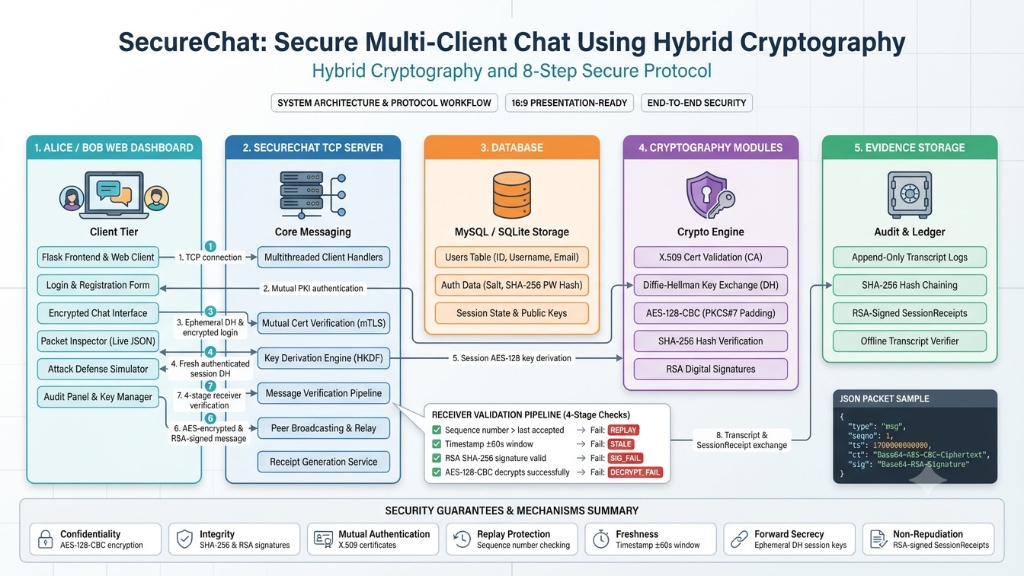 SecureChat: Secure Multi-Client Chat Using Hybrid Cryptography
Hybrid Cryptography and 8-Step Secure Protocol
SYSTEM ARCHITECTURE & PROTOCOL WORKFLOW
16:9 PRESENTATION-READY
END-TO-END SECURITY
1. ALICE / BOB WEB DASHBOARD
Client Tier
Flask Frontend & Web Client
Login & Registration Form
Encrypted Chat Interface
Packet Inspector (Live JSON)
Attack Defense Simulator
Audit Panel & Key Manager
1
1. TCP connection
2. Mutual PKI authentication
3
3. Ephemeral DH &
encrypted login
4
4. Fresh authenticated
session DH
7
7. 4-stage receiver
verification
6
6. AES-encrypted &
RSA-signed message
2. SECURECHAT TCP SERVER
Core Messaging
Multithreaded Client Handlers
Mutual Cert Verification (mTLS)
Key Derivation Engine (HKDF)
Message Verification Pipeline
Peer Broadcasting & Relay
Receipt Generation Service
3. DATABASE
MySQL / SQLite Storage
Users Table (ID, Username, Email)
Auth Data (Salt, SHA-256 PW Hash)
Session State & Public Keys
5. Session AES-128 key derivation
4. CRYPTOGRAPHY MODULES
Crypto Engine
X.509 Cert Validation (CA)
Diffie-Hellman Key Exchange (DH)
AES-128-CBC (PKCS#7 Padding)
SHA-256 Hash Verification
RSA Digital Signatures
5. EVIDENCE STORAGE
Audit & Ledger
Append-Only Transcript Logs
SHA-256 Hash Chaining
RSA-Signed SessionReceipts
Offline Transcript Verifier
RECEIVER VALIDATION PIPELINE (4-Stage Checks)
Sequence number > last accepted → Fail: REPLAY
Timestamp ±60s window → Fail: STALE
RSA SHA-256 signature valid → Fail: SIG_FAIL
AES-128-CBC decrypts successfully → Fail: DECRYPT_FAIL
8. Transcript &
SessionReceipt exchange
JSON PACKET SAMPLE
{
"type": "msg",
"seqno": 1,
"ts": 1700000000000,
"ct": "Dass64-ABS-CBC-Ciphertext",
"sig": "Base64-RSA-Signature"
}
SECURITY GUARANTEES & MECHANISMS SUMMARY
Confidentiality
AES-128-CBC encryption
Integrity
SHA-256 & RSA signatures
Mutual Authentication
X.509 certificates
Replay Protection
Sequence number checking
Freshness
Timestamp ±60s window
Forward Secrecy
Ephemeral DH session keys
Non-Repudiation
RSA-signed SessionReceipts